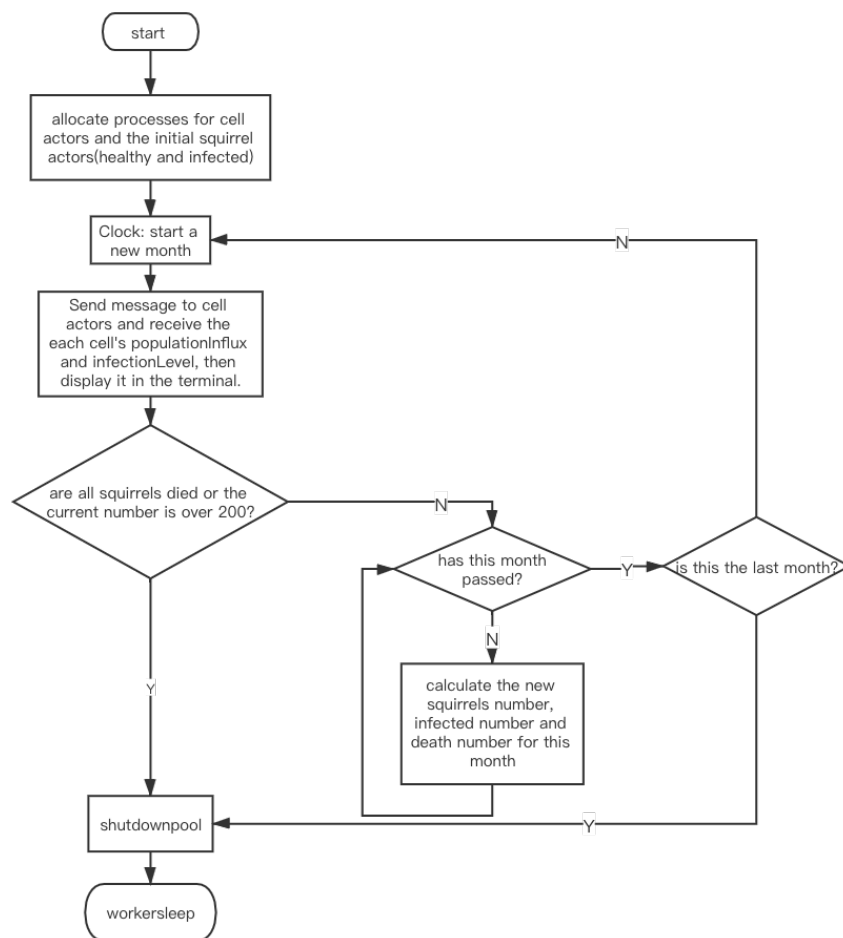 start
allocate processes for cell
actors and the initial squirrel
actors(healthy and infected)
Clock: start a
new month
N
Send message to cell
actors and receive the
each cell's populationInflux
and infectionLevel, then
display it in the terminal.
are all squirrels died or the
current number is over 200?
N
has this month
passed?
Y
is this the last month?
N
calculate the new
squirrels number,
infected number and
death number for this
month
Y
shutdownpool
Y
workersleep